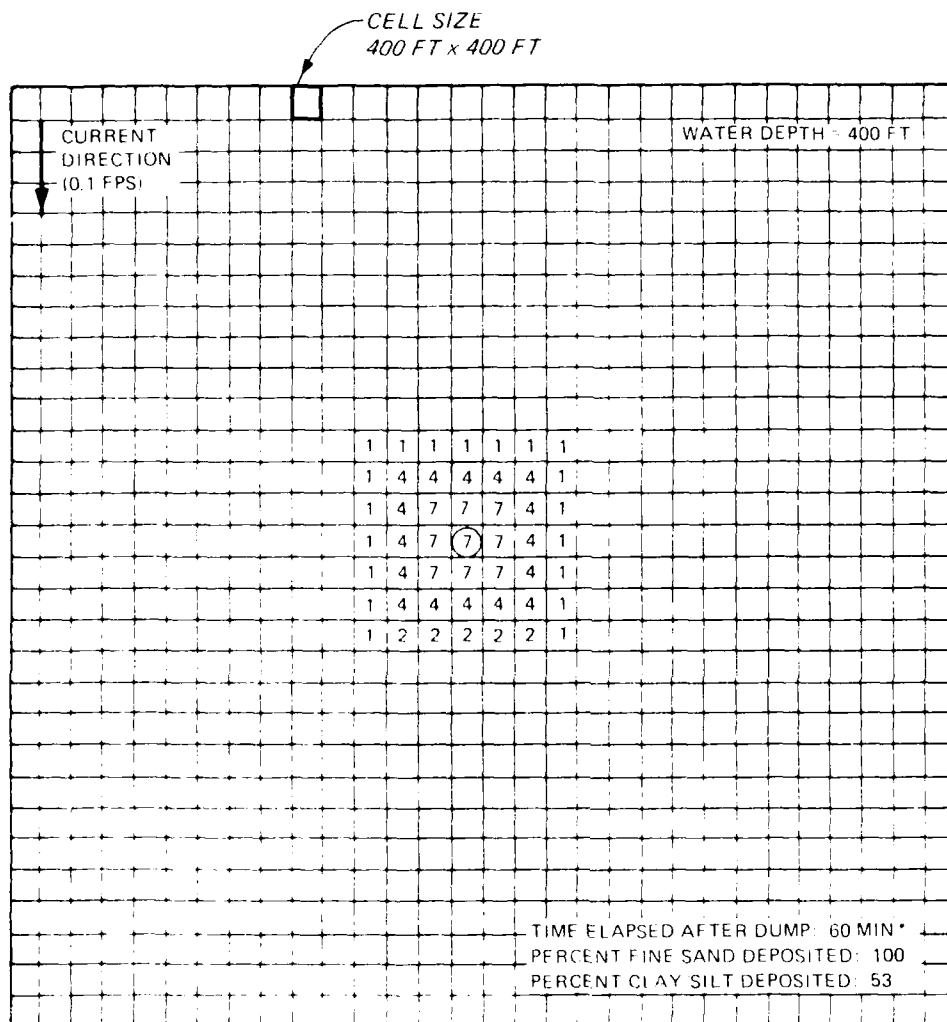 CELL SIZE
400 FT x 400 FT
CURRENT
DIRECTION
(0.1 FPS)
WATER DEPTH = 400 FT
1 1 1 1 1 1 1
1 4 4 4 4 4 1
1 4 7 7 7 4 1
1 4 7 7 7 4 1
1 4 7 7 7 4 1
1 4 4 4 4 4 1
1 2 2 2 2 2 1
TIME ELAPSED AFTER DUMP: 60 MIN*
PERCENT FINE SAND DEPOSITED: 100
PERCENT CLAY SILT DEPOSITED: 53